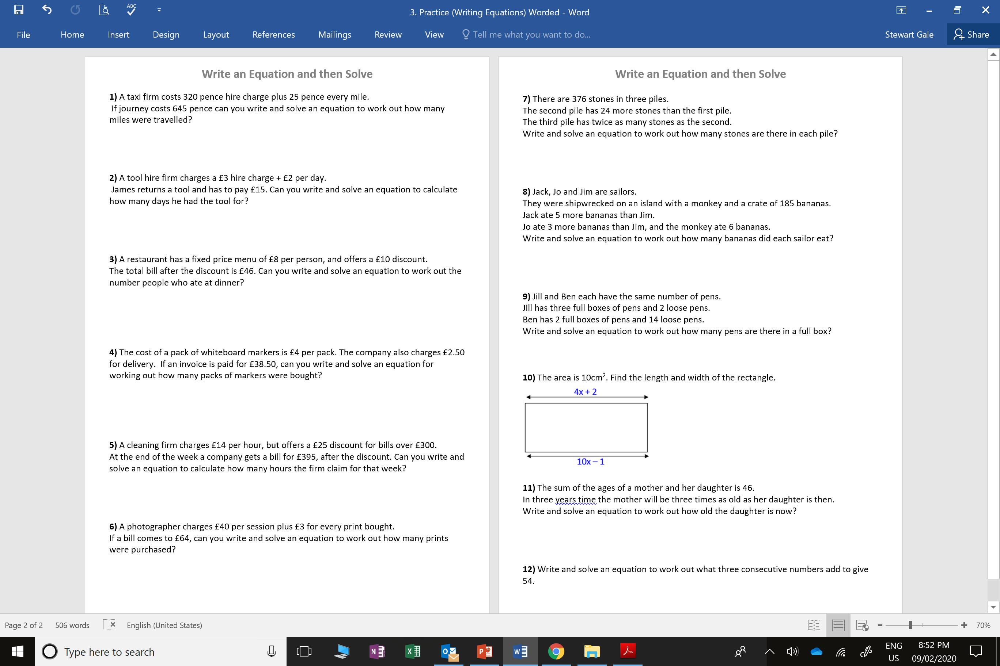 ABC
3. Practice (Writing Equations) Worded - Word
File Home Insert Design Layout References Mailings Review View Tell me what you want to do... Stewart Gale Share
Write an Equation and then Solve
1) A taxi firm costs 320 pence hire charge plus 25 pence every mile.
If journey costs 645 pence can you write and solve an equation to work out how many
miles were travelled?
2) A tool hire firm charges a £3 hire charge + £2 per day.
James returns a tool and has to pay £15. Can you write and solve an equation to calculate
how many days he had the tool for?
3) A restaurant has a fixed price menu of £8 per person, and offers a £10 discount.
The total bill after the discount is £46. Can you write and solve an equation to work out the
number people who ate at dinner?
4) The cost of a pack of whiteboard markers is £4 per pack. The company also charges £2.50
for delivery. If an invoice is paid for £38.50, can you write and solve an equation for
working out how many packs of markers were bought?
5) A cleaning firm charges £14 per hour, but offers a £25 discount for bills over £300.
At the end of the week a company gets a bill for £395, after the discount. Can you write and
solve an equation to calculate how many hours the firm claim for that week?
6) A photographer charges £40 per session plus £3 for every print bought.
If a bill comes to £64, can you write and solve an equation to work out how many prints
were purchased?
Write an Equation and then Solve
7) There are 376 stones in three piles.
The second pile has 24 more stones than the first pile.
The third pile has twice as many stones as the second.
Write and solve an equation to work out how many stones are there in each pile?
8) Jack, Jo and Jim are sailors.
They were shipwrecked on an island with a monkey and a crate of 185 bananas.
Jack ate 5 more bananas than Jim.
Jo ate 3 more bananas than Jim, and the monkey ate 6 bananas.
Write and solve an equation to work out how many bananas did each sailor eat?
9) Jill and Ben each have the same number of pens.
Jill has three full boxes of pens and 2 loose pens.
Ben has 2 full boxes of pens and 14 loose pens.
Write and solve an equation to work out how many pens are there in a full box?
10) The area is 10cm². Find the length and width of the rectangle.
4x + 2
10x – 1
11) The sum of the ages of a mother and her daughter is 46.
In three years time the mother will be three times as old as her daughter is then.
Write and solve an equation to work out how old the daughter is now?
12) Write and solve an equation to work out what three consecutive numbers add to give
54.
Page 2 of 2 506 words English (United States) 70%
Type here to search
ENG
US
8:52 PM
09/02/2020